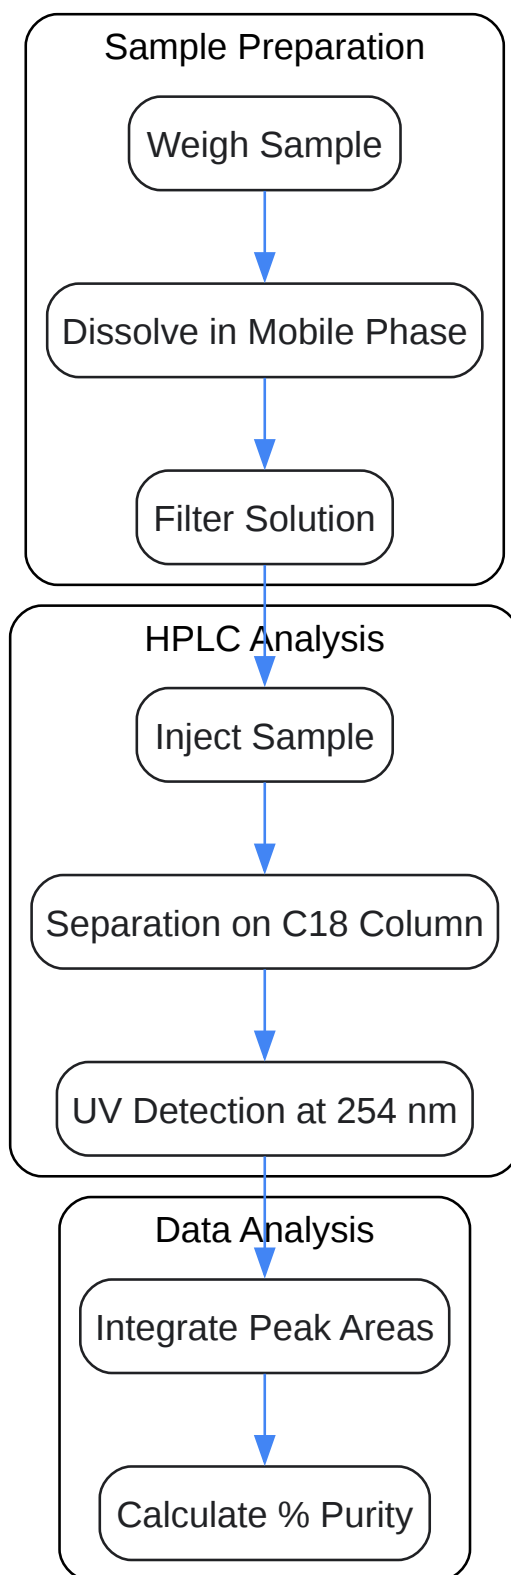 Sample Preparation
Weigh Sample
Dissolve in Mobile Phase
Filter Solution
HPLC Analysis
Inject Sample
Separation on C18 Column
UV Detection at 254 nm
Data Analysis
Integrate Peak Areas
Calculate % Purity